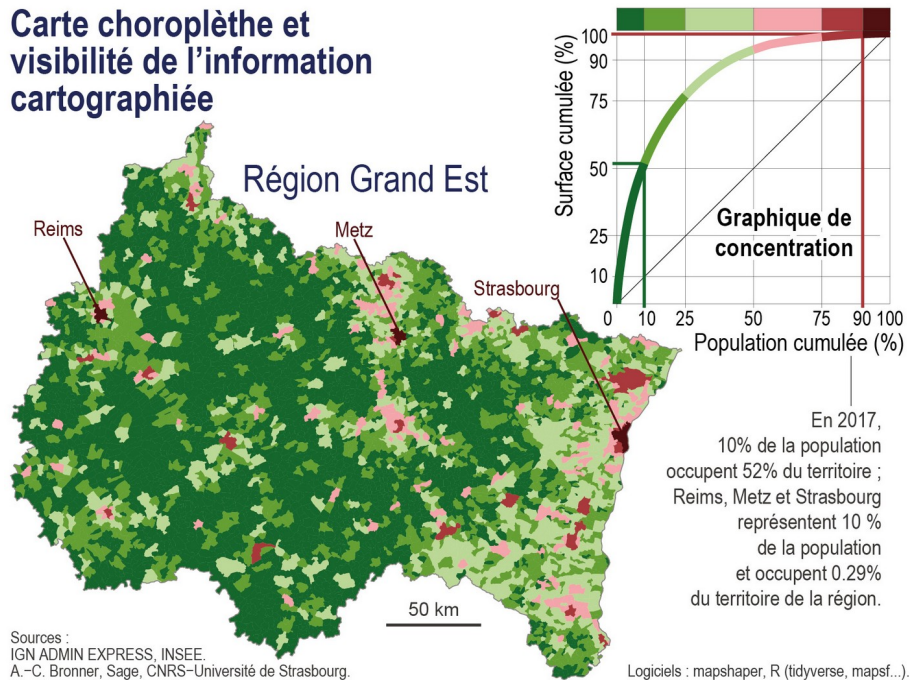 Carte choroplèthe et
visibilité de l'information
cartographiée
Région Grand Est
Reims
Metz
Strasbourg
50 km
Surface cumulée (%)
100
90
75
50
25
10
Graphique de
concentration
0 10 25 50 75 90 100
Population cumulée (%)
En 2017,
10% de la population
occupent 52% du territoire ;
Reims, Metz et Strasbourg
représentent 10 %
de la population
et occupent 0.29%
du territoire de la région.
Sources :
IGN ADMIN EXPRESS, INSEE.
A.−C. Bronner, Sage, CNRS−Université de Strasbourg.
Logiciels : mapshaper, R (tidyverse, mapsf...).